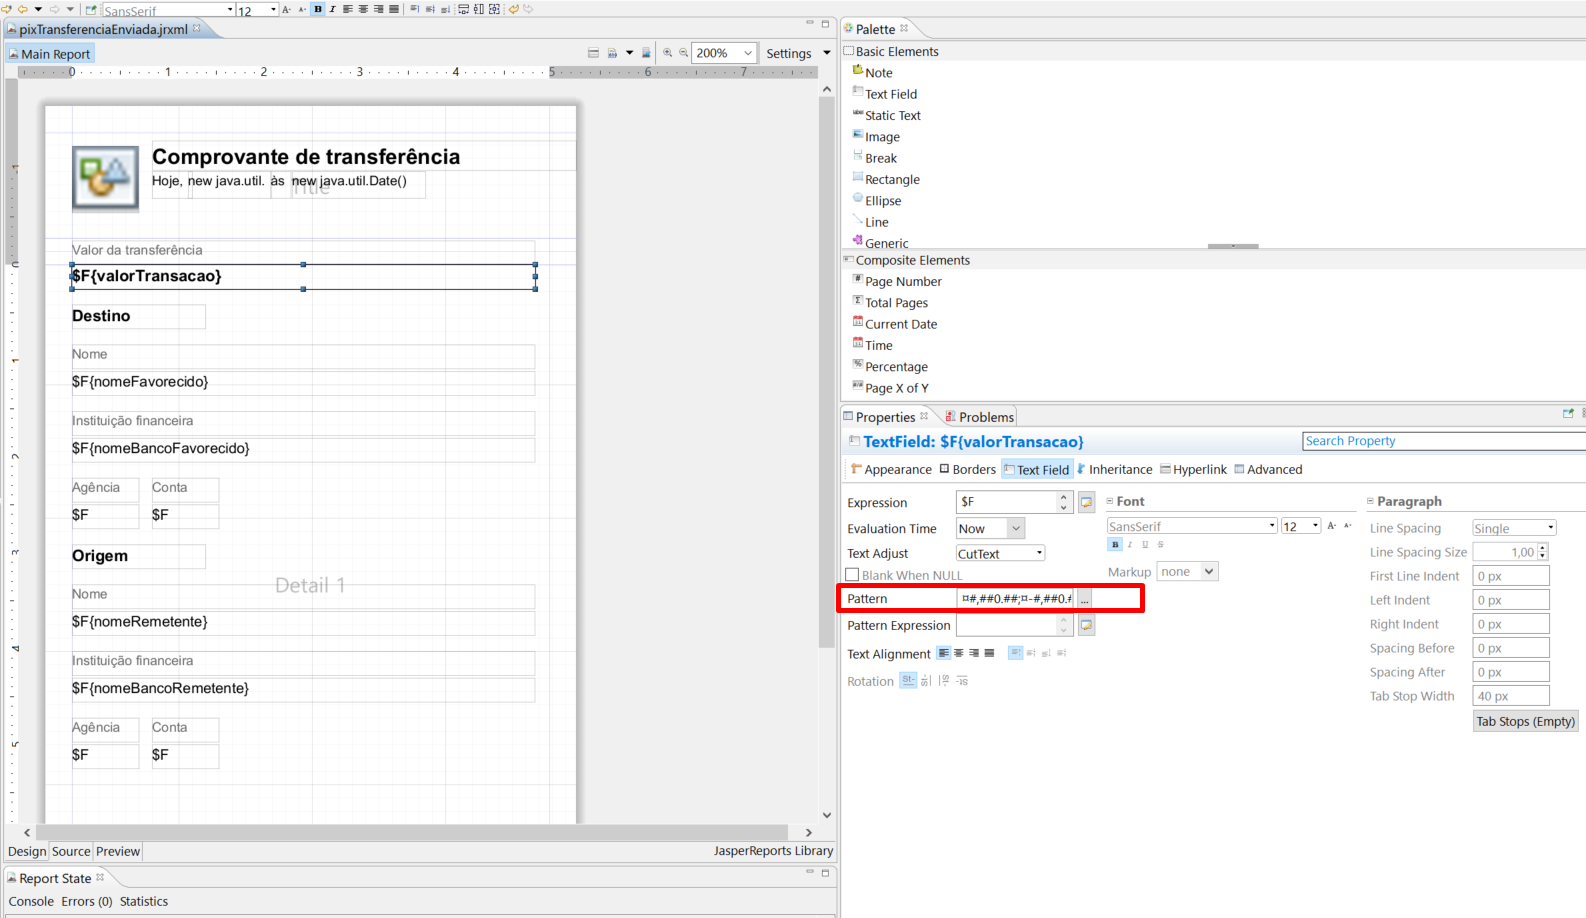 SansSerif 12
pixTransferenciaEnviada.jrxml
Main Report
200% Settings
0 1 2 3 4 5 6 7
Comprovante de transferência
Hoje, new java.util. às new java.util.Date()
Title
Valor da transferência
$F{valorTransacao}
Destino
Nome
$F{nomeFavorecido}
Instituição financeira
$F{nomeBancoFavorecido}
Agência Conta
$F $F
Origem
Detail 1
Nome
$F{nomeRemetente}
Instituição financeira
$F{nomeBancoRemetente}
Agência Conta
$F $F
Design Source Preview
JasperReports Library
Report State
Console Errors (0) Statistics
Palette
Basic Elements
Note
Text Field
Static Text
Image
Break
Rectangle
Ellipse
Line
Generic
Composite Elements
Page Number
Total Pages
Current Date
Time
Percentage
Page X of Y
Properties Problems
TextField: $F{valorTransacao}
Search Property
Appearance Borders Text Field Inheritance Hyperlink Advanced
Expression $F
Evaluation Time Now
Text Adjust CutText
Blank When NULL
Pattern ¤#,##0.##;¤-#,##0.# ...
Pattern Expression
Text Alignment
Rotation
Font
SansSerif 12
B I U S
Markup none
Paragraph
Line Spacing Single
Line Spacing Size 1,00
First Line Indent 0 px
Left Indent 0 px
Right Indent 0 px
Spacing Before 0 px
Spacing After 0 px
Tab Stop Width 40 px
Tab Stops (Empty)